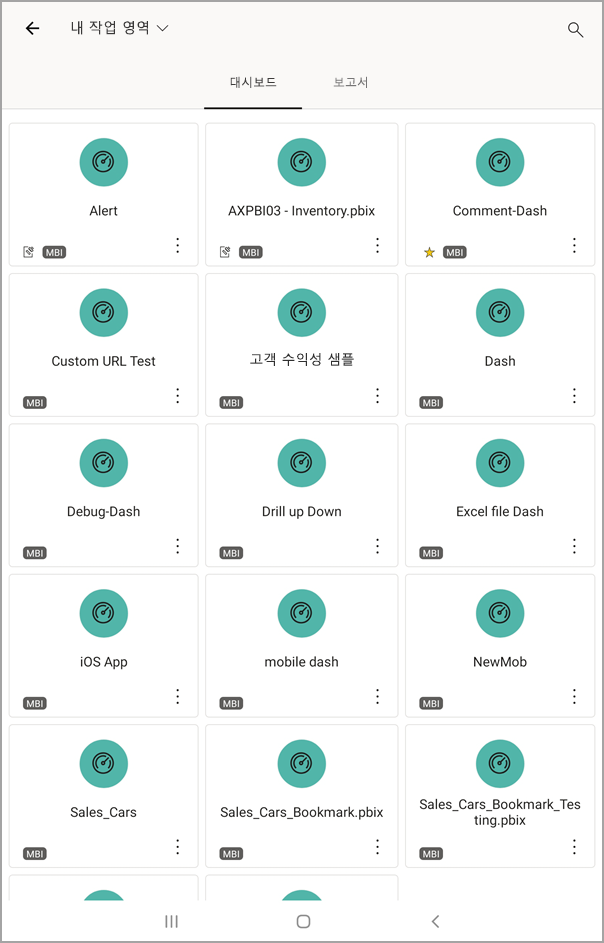 내 작업 영역
대시보드 보고서
Alert
MBI
AXPBI03 - Inventory.pbix
MBI
Comment-Dash
MBI
Custom URL Test
MBI
고객 수익성 샘플
MBI
Dash
MBI
Debug-Dash
MBI
Drill up Down
MBI
Excel file Dash
MBI
iOS App
MBI
mobile dash
MBI
NewMob
MBI
Sales_Cars
MBI
Sales_Cars_Bookmark.pbix
MBI
Sales_Cars_Bookmark_Tes
ting.pbix
MBI